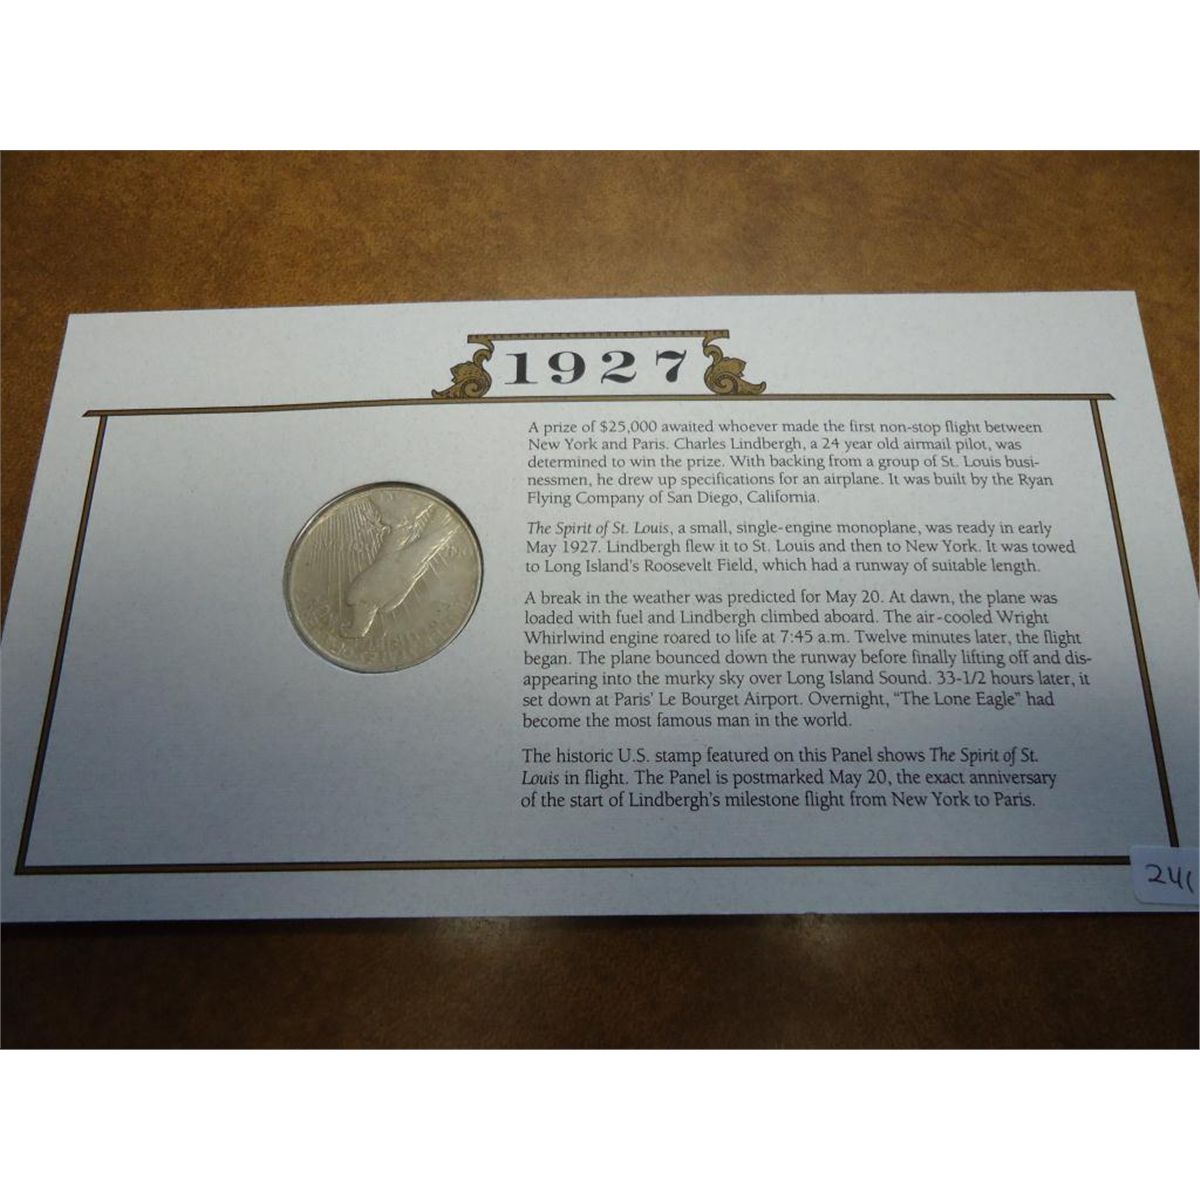 1927
A prize of $25,000 awaited whoever made the first non-stop flight between
New York and Paris. Charles Lindbergh, a 24 year old airmail pilot, was
determined to win the prize. With backing from a group of St. Louis busi-
nessmen, he drew up specifications for an airplane. It was built by the Ryan
Flying Company of San Diego, California.
The Spirit of St. Louis, a small, single-engine monoplane, was ready in early
May 1927. Lindbergh flew it to St. Louis and then to New York. It was towed
to Long Island's Roosevelt Field, which had a runway of suitable length.
A break in the weather was predicted for May 20. At dawn, the plane was
loaded with fuel and Lindbergh climbed aboard. The air-cooled Wright
Whirlwind engine roared to life at 7:45 a.m. Twelve minutes later, the flight
began. The plane bounced down the runway before finally lifting off and dis-
appearing into the murky sky over Long Island Sound. 33-1/2 hours later, it
set down at Paris' Le Bourget Airport. Overnight, "The Lone Eagle" had
become the most famous man in the world.
The historic U.S. stamp featured on this Panel shows The Spirit of St.
Louis in flight. The Panel is postmarked May 20, the exact anniversary
of the start of Lindbergh's milestone flight from New York to Paris.